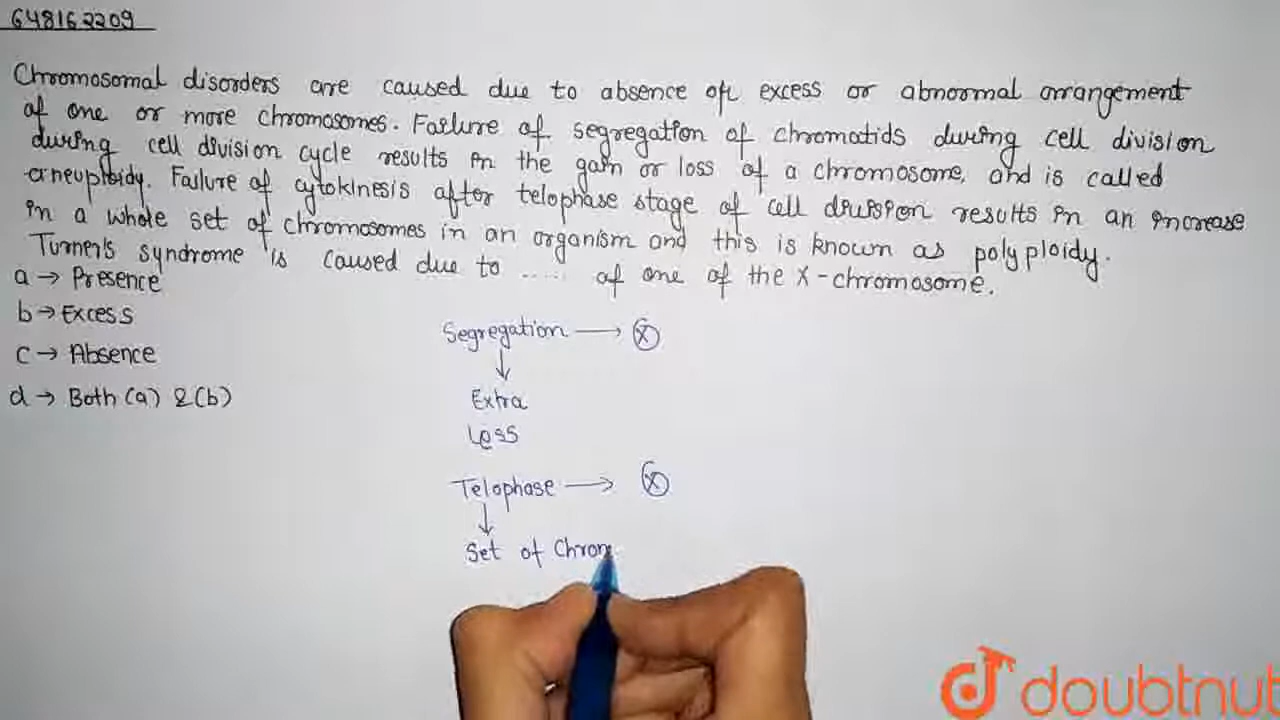 648162209
Chromosomal disorders are caused due to absence or excess or abnormal arrangement
of one or more chromosomes. Failure of segregation of chromatids during cell division
during cell division cycle results in the gain or loss of a chromosome, and is called
aneuploidy. Failure of cytokinesis after telophase stage of cell division results in an increase
in a whole set of chromosomes in an organism and this is known as polyploidy.
Turner's syndrome is caused due to ..... of one of the X-chromosome.
a → Presence
b → Excess
c → Absence
d → Both (a) & (b)
Segregation → X
↓
Extra
Loss
Telophase → X
↓
Set of Chrom
doubtnut